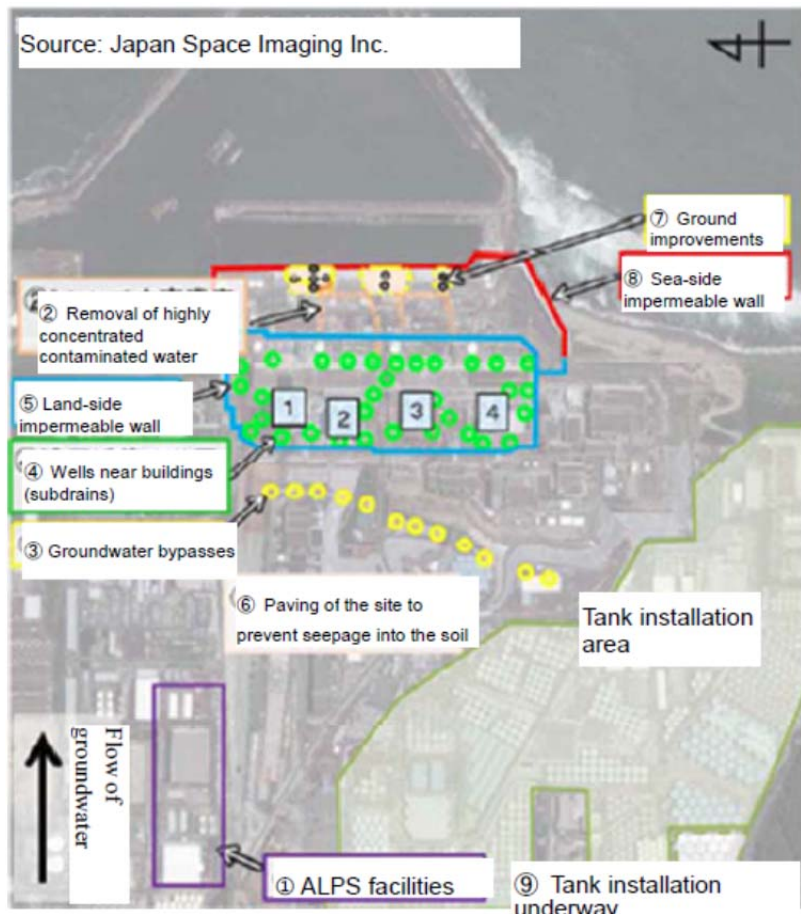 Source: Japan Space Imaging Inc.
⑦ Ground
improvements
⑧ Sea-side
impermeable wall
② Removal of highly
concentrated
contaminated water
⑤ Land-side
impermeable wall
1
2
3
4
④ Wells near buildings
(subdrains)
③ Groundwater bypasses
⑥ Paving of the site to
prevent seepage into the soil
Tank installation
area
Flow of
groundwater
① ALPS facilities
⑨ Tank installation
underway